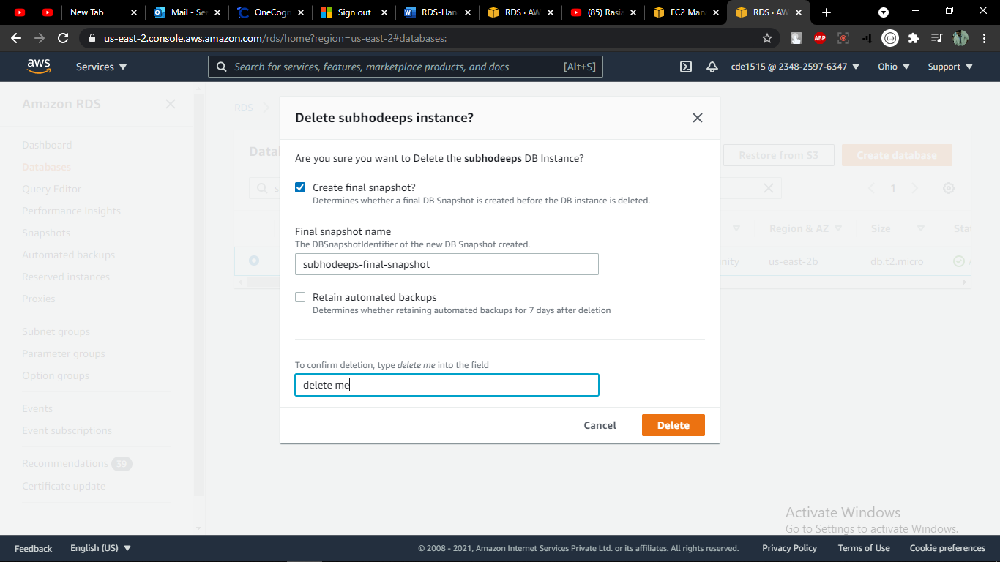 New Tab
Mail - Se
OneCogn
Sign out
RDS-Han
RDS · AW
(85) Rasia
EC2 Man
RDS · AW
us-east-2.console.aws.amazon.com/rds/home?region=us-east-2#databases:
ABP
aws
Services
Search for services, features, marketplace products, and docs
[Alt+S]
cde1515 @ 2348-2597-6347
Ohio
Support
Amazon RDS
Dashboard
Databases
Query Editor
Performance Insights
Snapshots
Automated backups
Reserved instances
Proxies
Subnet groups
Parameter groups
Option groups
Events
Event subscriptions
Recommendations 39
Certificate update
RDS
Datal
Restore from S3
Create database
s
1
Region & AZ
Size
Sta
nity
us-east-2b
db.t2.micro
Delete subhodeeps instance?
Are you sure you want to Delete the subhodeeps DB Instance?
Create final snapshot?
Determines whether a final DB Snapshot is created before the DB instance is deleted.
Final snapshot name
The DBSnapshotIdentifier of the new DB Snapshot created.
subhodeeps-final-snapshot
Retain automated backups
Determines whether retaining automated backups for 7 days after deletion
To confirm deletion, type delete me into the field
delete me
Cancel
Delete
Activate Windows
Go to Settings to activate Windows.
Feedback
English (US)
© 2008 - 2021, Amazon Internet Services Private Ltd. or its affiliates. All rights reserved.
Privacy Policy
Terms of Use
Cookie preferences